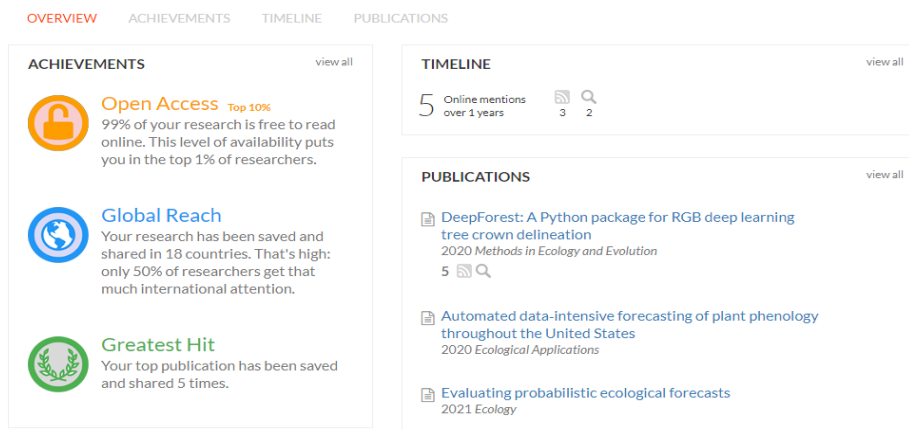 OVERVIEW ACHIEVEMENTS TIMELINE PUBLICATIONS
ACHIEVEMENTS view all
Open Access Top 10%
99% of your research is free to read
online. This level of availability puts
you in the top 1% of researchers.
Global Reach
Your research has been saved and
shared in 18 countries. That's high:
only 50% of researchers get that
much international attention.
Greatest Hit
Your top publication has been saved
and shared 5 times.
TIMELINE view all
5 Online mentions
over 1 years
3 2
PUBLICATIONS view all
DeepForest: A Python package for RGB deep learning
tree crown delineation
2020 Methods in Ecology and Evolution
5
Automated data-intensive forecasting of plant phenology
throughout the United States
2020 Ecological Applications
Evaluating probabilistic ecological forecasts
2021 Ecology